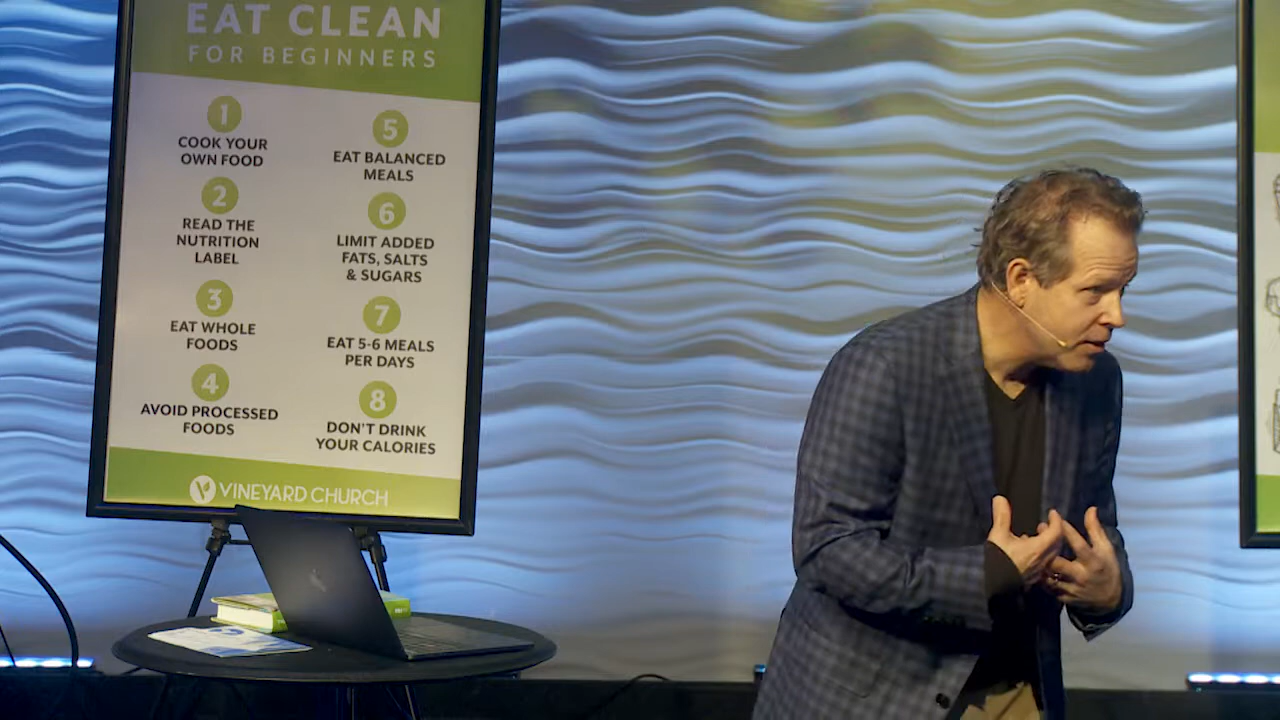 EAT CLEAN
FOR BEGINNERS
1
COOK YOUR
OWN FOOD
2
READ THE
NUTRITION
LABEL
3
EAT WHOLE
FOODS
4
AVOID PROCESSED
FOODS
5
EAT BALANCED
MEALS
6
LIMIT ADDED
FATS, SALTS
& SUGARS
7
EAT 5-6 MEALS
PER DAYS
8
DON'T DRINK
YOUR CALORIES
VINEYARD CHURCH